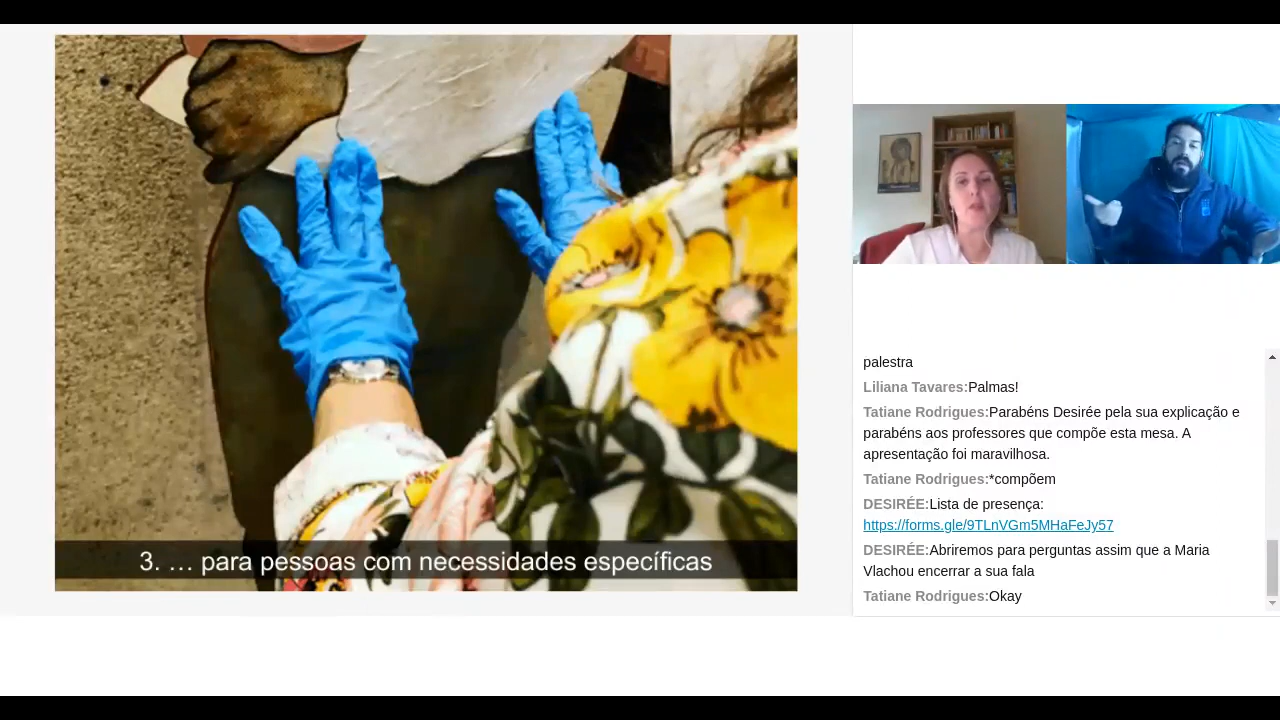 3. … para pessoas com necessidades específicas
palestra
Liliana Tavares:Palmas!
Tatiane Rodrigues:Parabéns Desirée pela sua explicação e
parabéns aos professores que compõe esta mesa. A
apresentação foi maravilhosa.
Tatiane Rodrigues:*compõem
DESIRÉE:Lista de presença:
https://forms.gle/9TLnVGm5MHaFeJy57
DESIRÉE:Abriremos para perguntas assim que a Maria
Vlachou encerrar a sua fala
Tatiane Rodrigues:Okay